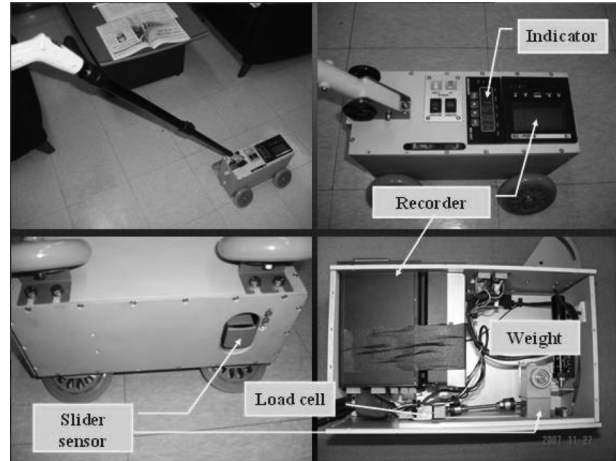 Indicator
Recorder
Weight
Load cell
Slider
sensor
2007-11-27